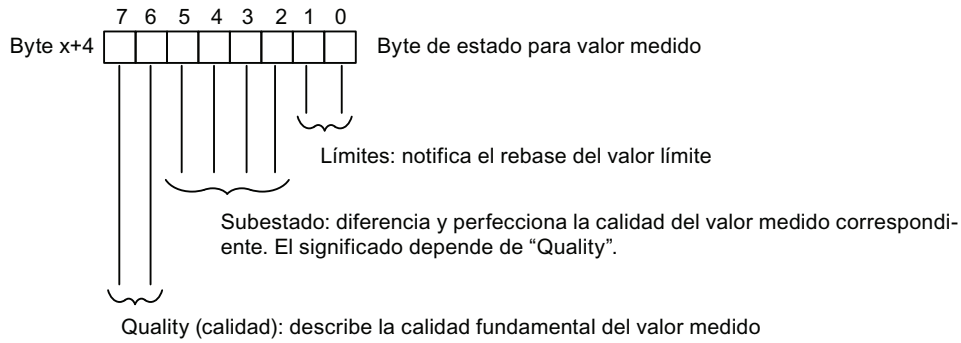 7 6 5 4 3 2 1 0
Byte x+4 Byte de estado para valor medido
Límites: notifica el rebase del valor límite
Subestado: diferencia y perfecciona la calidad del valor medido correspondi-
ente. El significado depende de “Quality”.
Quality (calidad): describe la calidad fundamental del valor medido